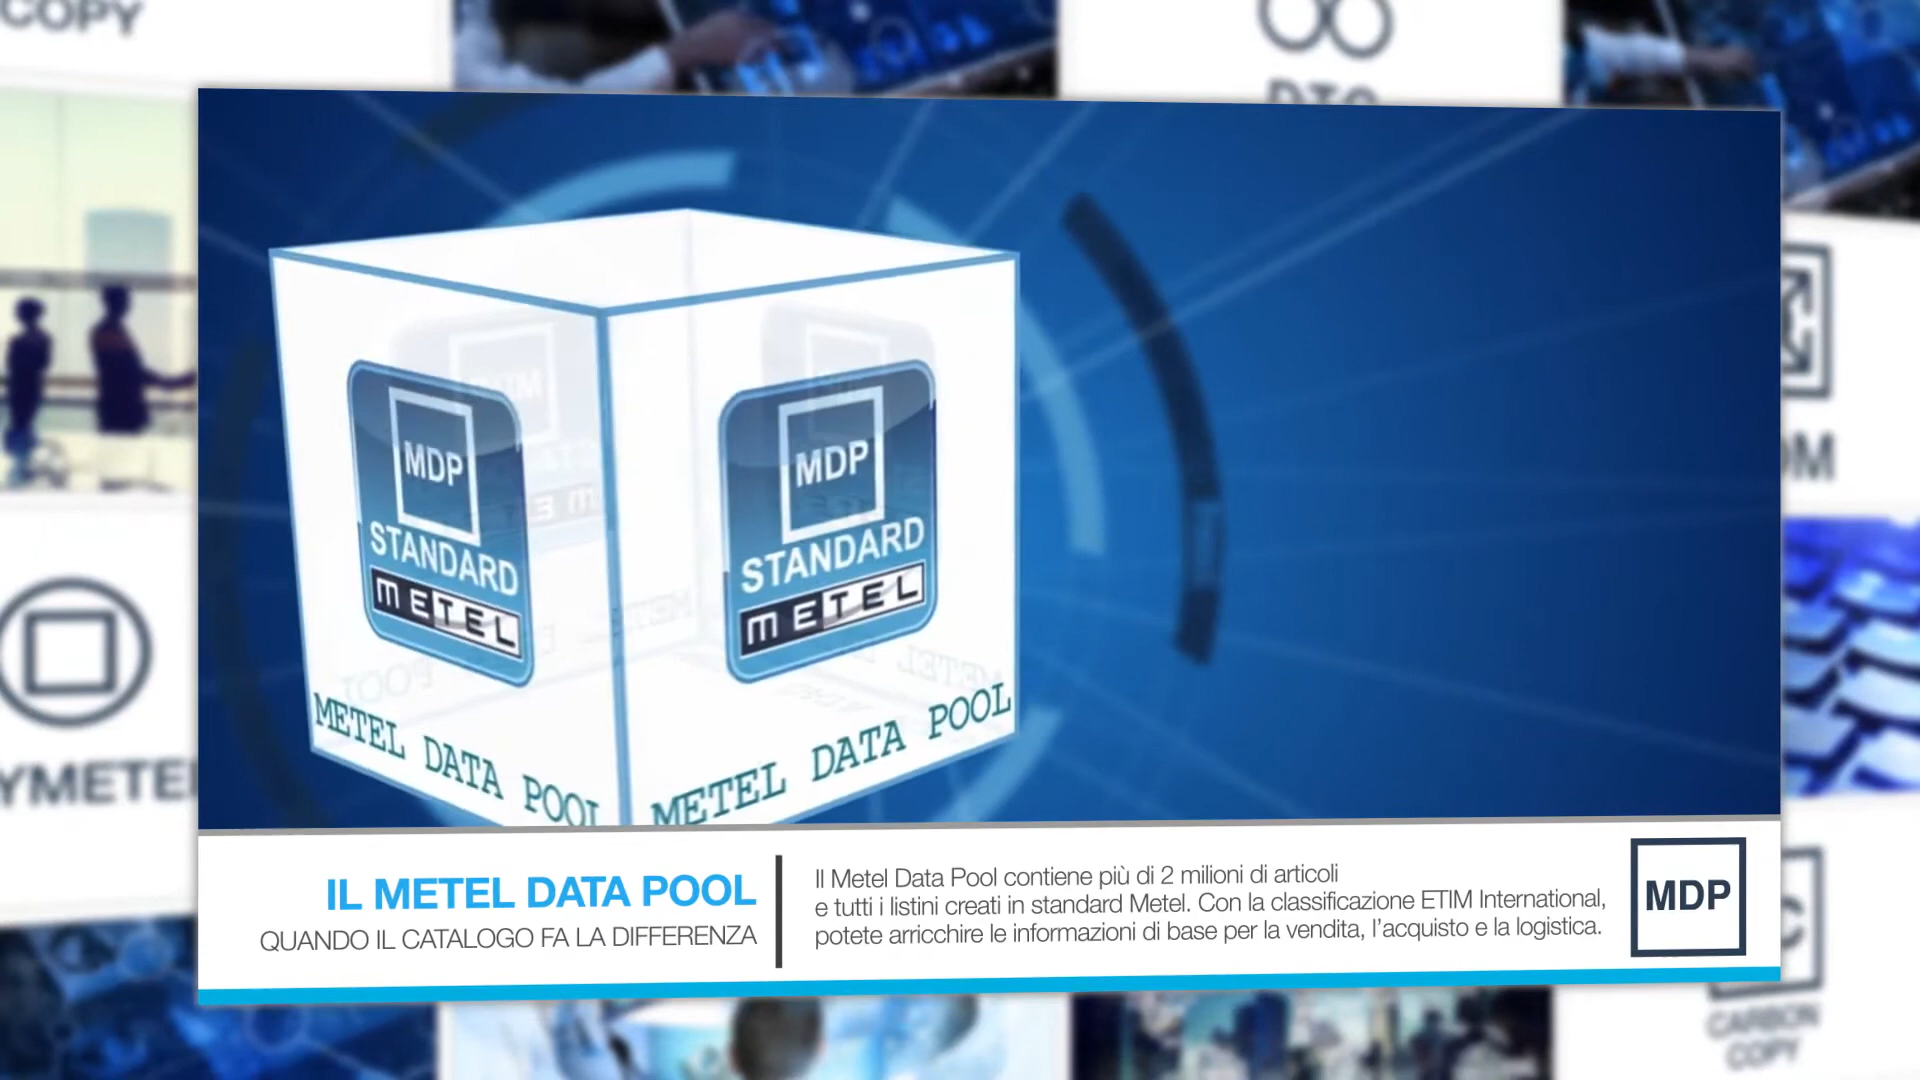 COPY
MDP
STANDARD
METEL
METEL DATA POOL
MDP
STANDARD
METEL
METEL DATA POOL
YMETEL
IL METEL DATA POOL
QUANDO IL CATALOGO FA LA DIFFERENZA
Il Metel Data Pool contiene più di 2 milioni di articoli
e tutti i listini creati in standard Metel. Con la classificazione ETIM International,
potete arricchire le informazioni di base per la vendita, l'acquisto e la logistica.
MDP
CARBON
COPY